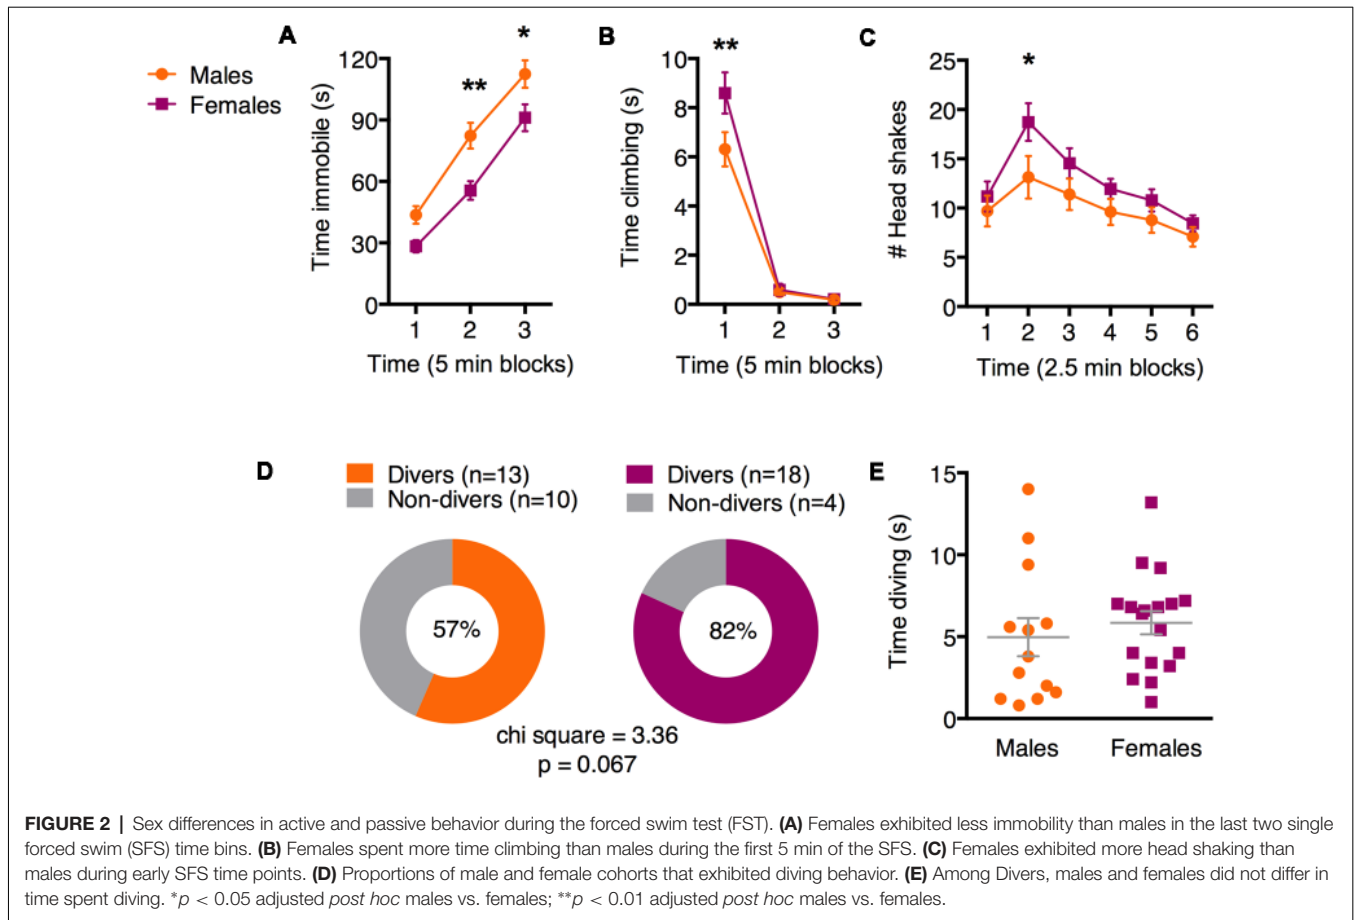 A
Males
Females
Time immobile (s)
120
90
60
30
0
*
**
1 2 3
Time (5 min blocks)
B
Time climbing (s)
10
8
6
4
2
0
**
1 2 3
Time (5 min blocks)
C
# Head shakes
25
20
15
10
5
0
*
1 2 3 4 5 6
Time (2.5 min blocks)
D
Divers (n=13)
Non-divers (n=10)
57%
Divers (n=18)
Non-divers (n=4)
82%
chi square = 3.36
p = 0.067
E
Time diving (s)
15
10
5
0
Males Females
FIGURE 2 | Sex differences in active and passive behavior during the forced swim test (FST). (A) Females exhibited less immobility than males in the last two single
forced swim (SFS) time bins. (B) Females spent more time climbing than males during the first 5 min of the SFS. (C) Females exhibited more head shaking than
males during early SFS time points. (D) Proportions of male and female cohorts that exhibited diving behavior. (E) Among Divers, males and females did not differ in
time spent diving. *p < 0.05 adjusted post hoc males vs. females; **p < 0.01 adjusted post hoc males vs. females.